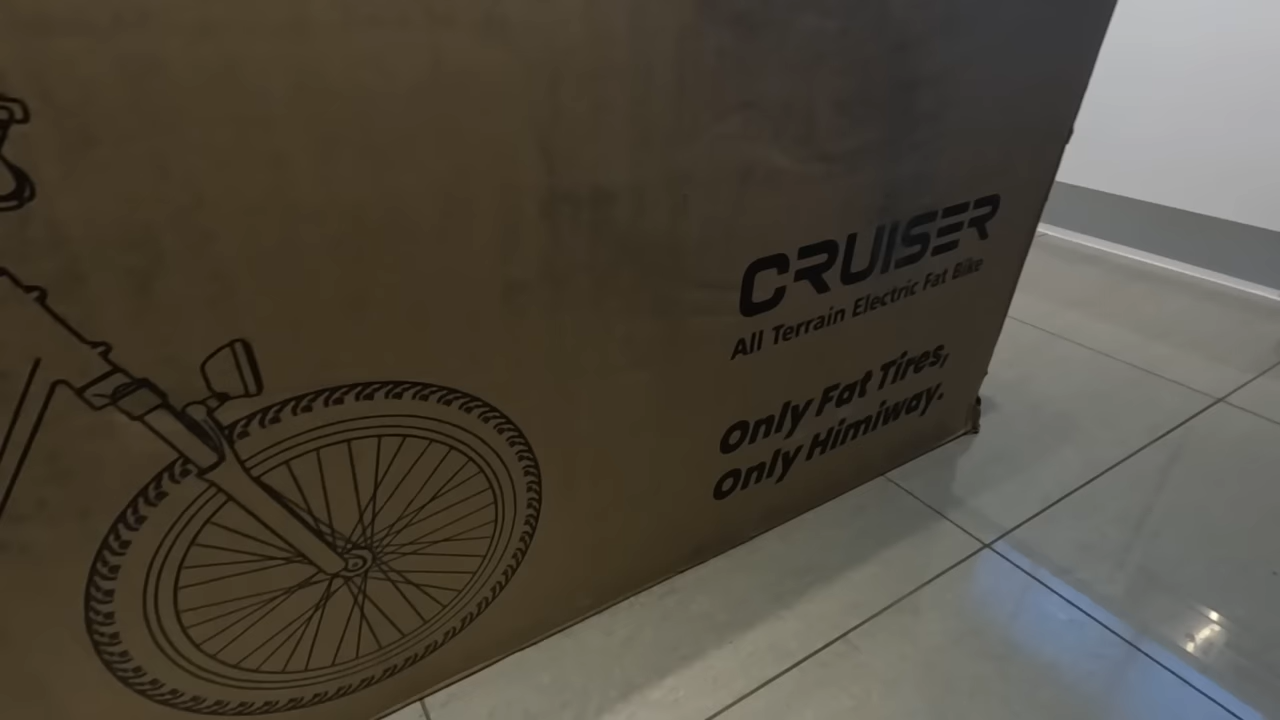 CRUISER
All Terrain Electric Fat Bike
Only Fat Tires,
Only Himiway.